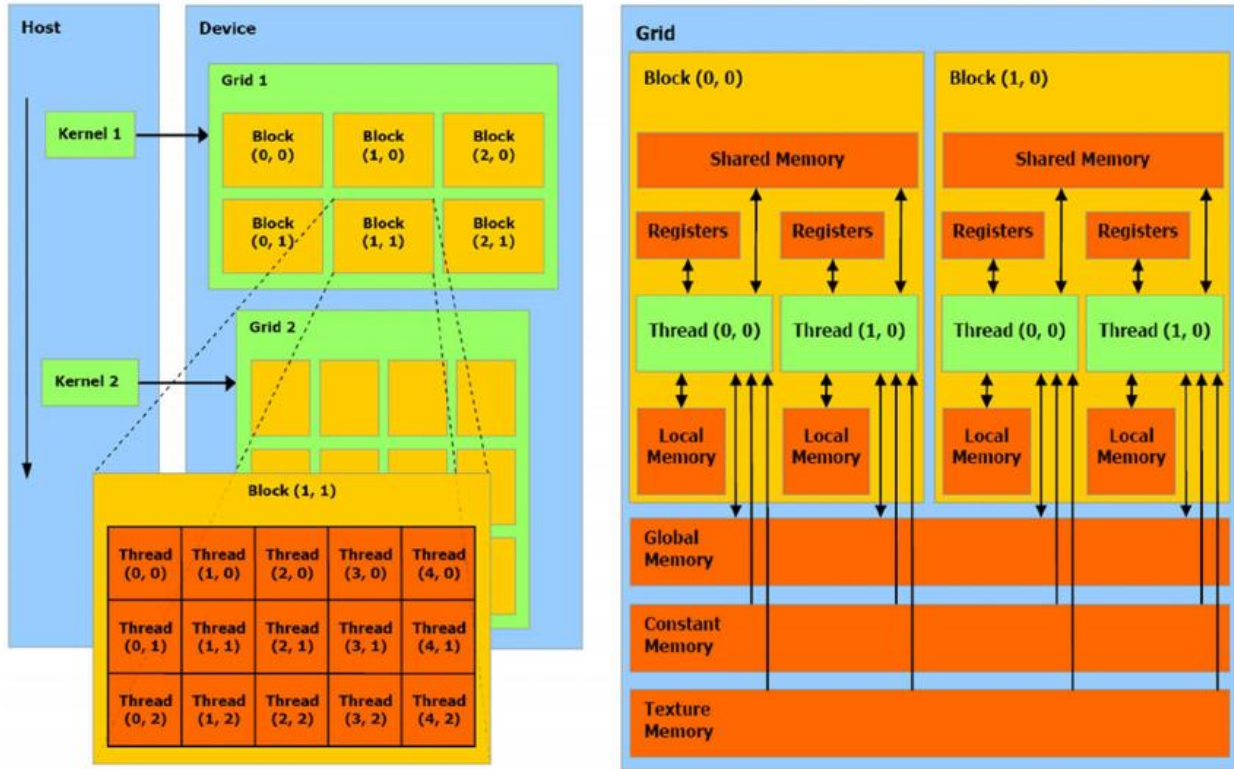 Host
Device
Grid 1
Kernel 1
Block
(0, 0)
Block
(1, 0)
Block
(2, 0)
Block
(0, 1)
Block
(1, 1)
Block
(2, 1)
Grid 2
Kernel 2
Block (1, 1)
Thread
(0, 0)
Thread
(1, 0)
Thread
(2, 0)
Thread
(3, 0)
Thread
(4, 0)
Thread
(0, 1)
Thread
(1, 1)
Thread
(2, 1)
Thread
(3, 1)
Thread
(4, 1)
Thread
(0, 2)
Thread
(1, 2)
Thread
(2, 2)
Thread
(3, 2)
Thread
(4, 2)
Grid
Block (0, 0)
Shared Memory
Registers
Registers
Thread (0, 0)
Thread (1, 0)
Local
Memory
Local
Memory
Block (1, 0)
Shared Memory
Registers
Registers
Thread (0, 0)
Thread (1, 0)
Local
Memory
Local
Memory
Global
Memory
Constant
Memory
Texture
Memory